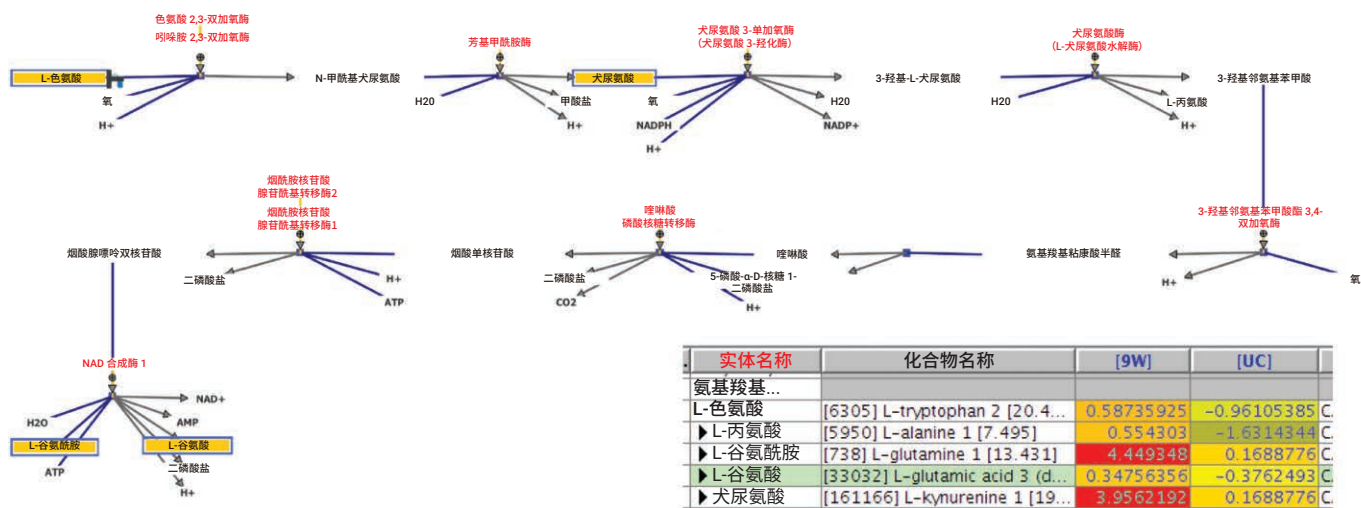 色氨酸 2,3-双加氧酶
吲哚胺 2,3-双加氧酶
L-色氨酸
氧
H+
N-甲酰基犬尿氨酸
芳基甲酰胺酶
H2O
甲酸盐
H+
犬尿氨酸
犬尿氨酸 3-单加氧酶
(犬尿氨酸 3-羟化酶)
氧
NADPH
H+
H2O
NADP+
3-羟基-L-犬尿氨酸
犬尿氨酸酶
(L-犬尿氨酸水解酶)
H2O
L-丙氨酸
H+
3-羟基邻氨基苯甲酸
3-羟基邻氨基苯甲酸酯 3,4-
双加氧酶
H+
氧
氨基羧基粘康酸半醛
喹啉酸
喹啉酸
磷酸核糖转移酶
二磷酸盐
CO2
5-磷酸-α-D-核糖 1-
二磷酸盐
H+
烟酸单核苷酸
烟酰胺核苷酸
腺苷酰基转移酶2
烟酰胺核苷酸
腺苷酰基转移酶1
二磷酸盐
H+
ATP
烟酸腺嘌呤双核苷酸
NAD 合成酶 1
H2O
L-谷氨酰胺
ATP
NAD+
AMP
L-谷氨酸
二磷酸盐
H+
实体名称 化合物名称 [9W] [UC]
氨基羧基...
L-色氨酸 [6305] L-tryptophan 2 [20.4... 0.58735925 -0.96105385 C.
L-丙氨酸 [5950] L-alanine 1 [7.495] 0.554303 -1.6314344 C.
L-谷氨酰胺 [738] L-glutamine 1 [13.431] 4.449348 0.1688776 C.
L-谷氨酸 [33032] L-glutamic acid 3 (d... 0.34756356 -0.3762493 C.
犬尿氨酸 [161166] L-kynurenine 1 [19... 3.9562192 0.1688776 C.